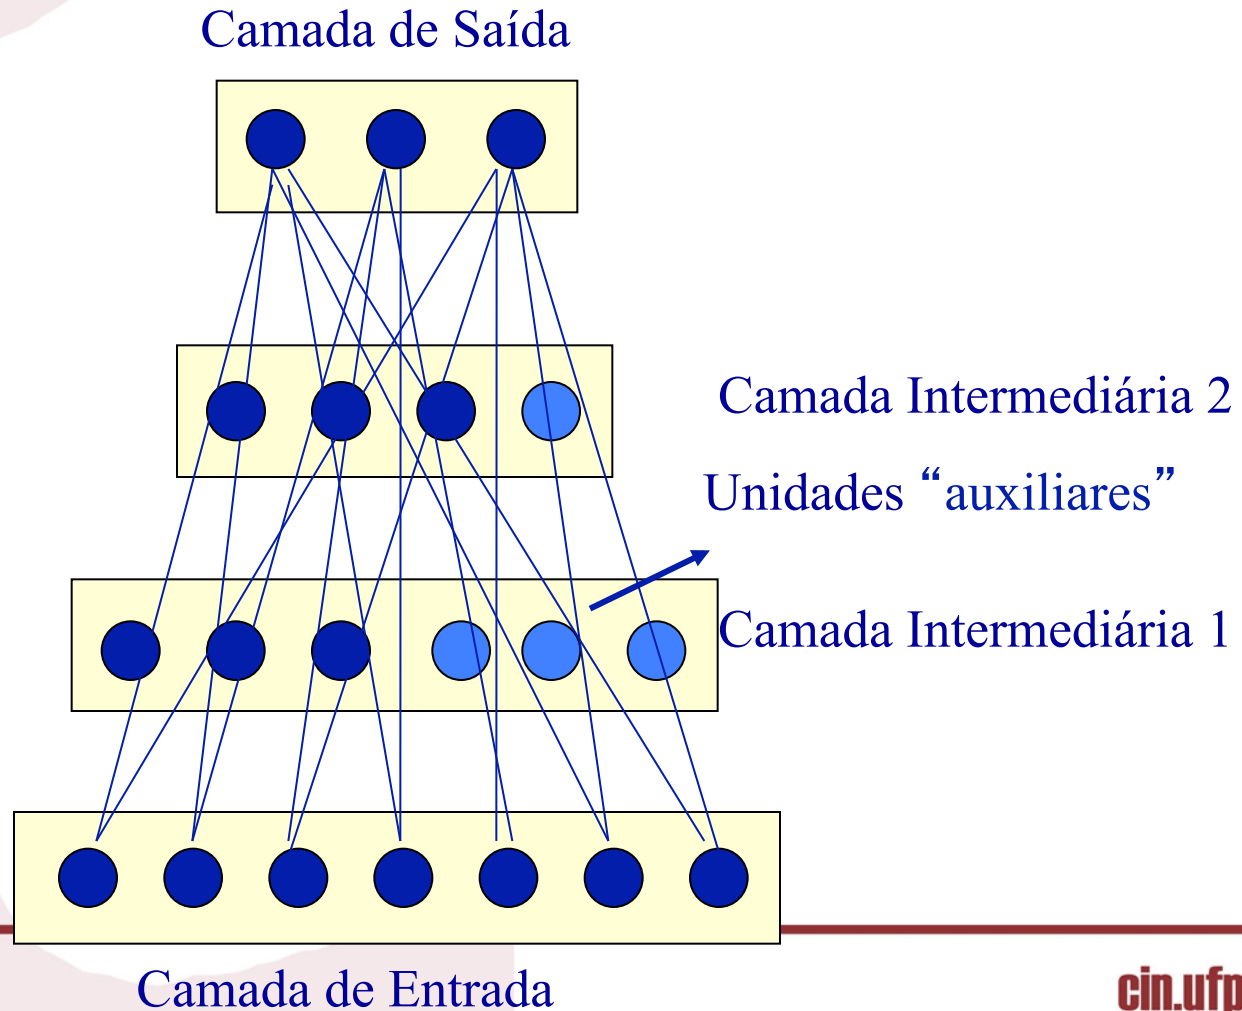 Camada de Saída
Camada Intermediária 2
Unidades “auxiliares”
Camada Intermediária 1
Camada de Entrada
cin.ufp